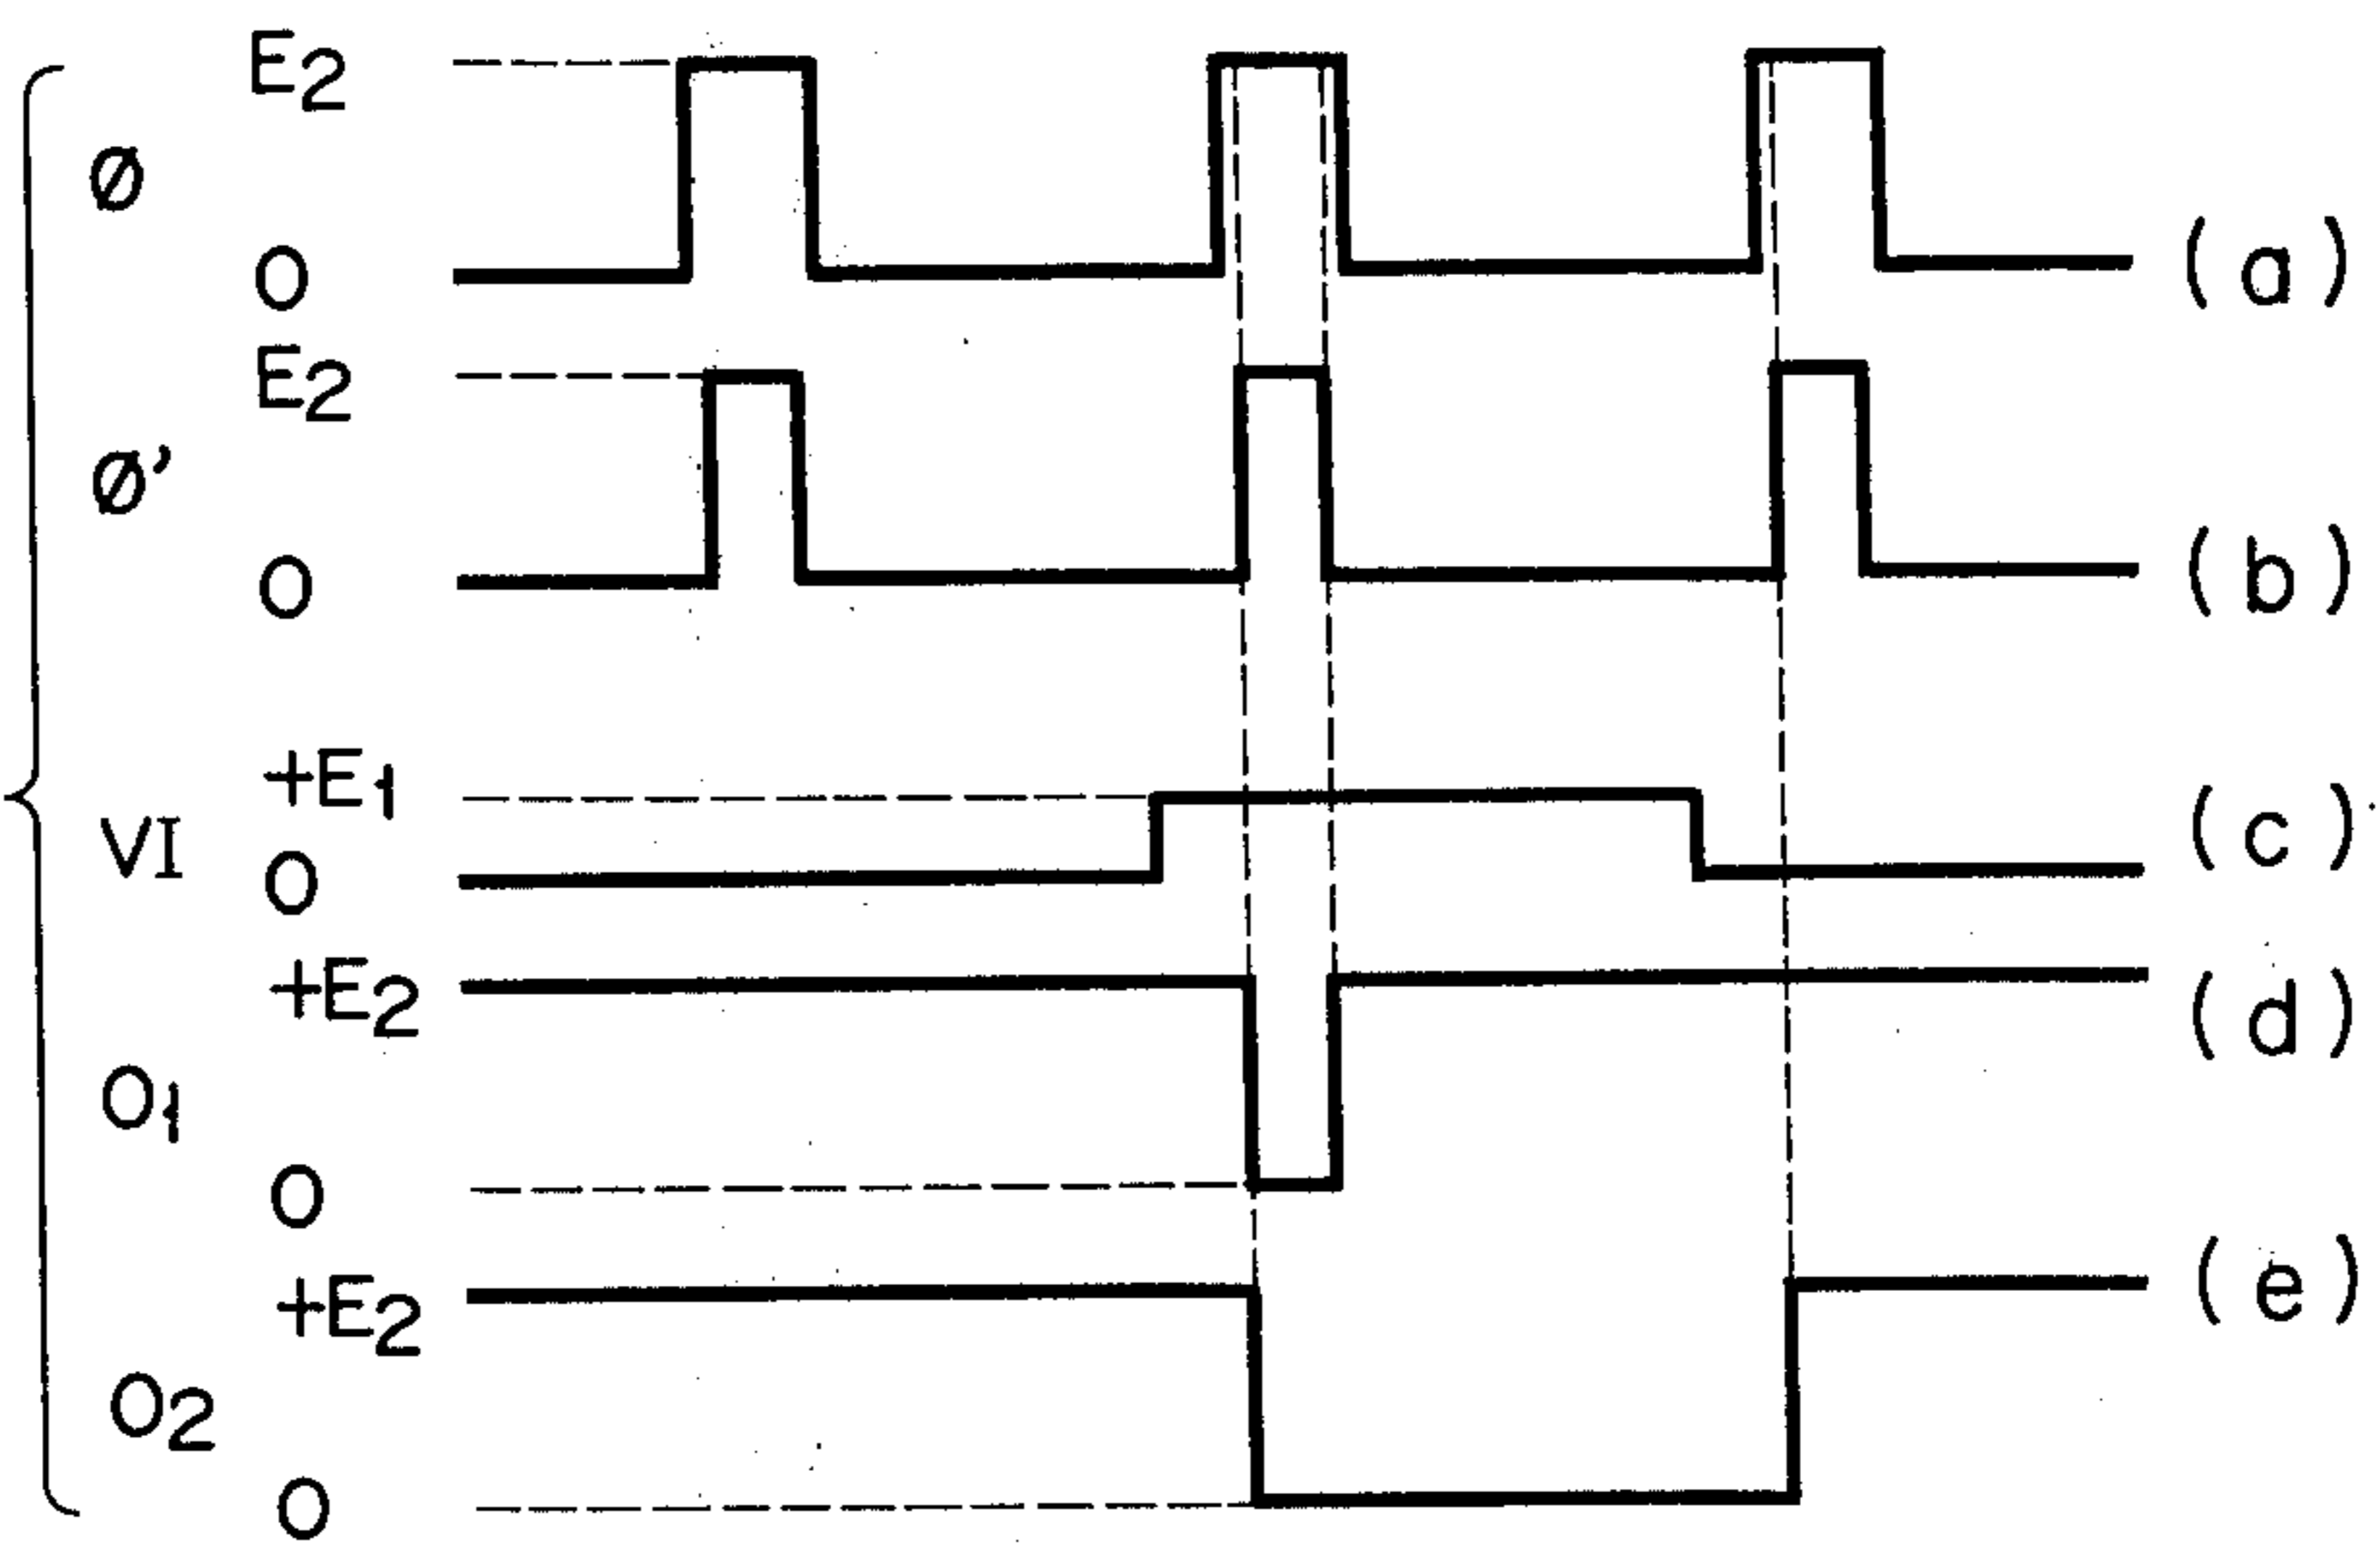 E2
Ø
O (a)
E2
Ø'
O (b)
+E1
VI
O (c)
+E2 (d)
O1
O
+E2 (e)
O2
O